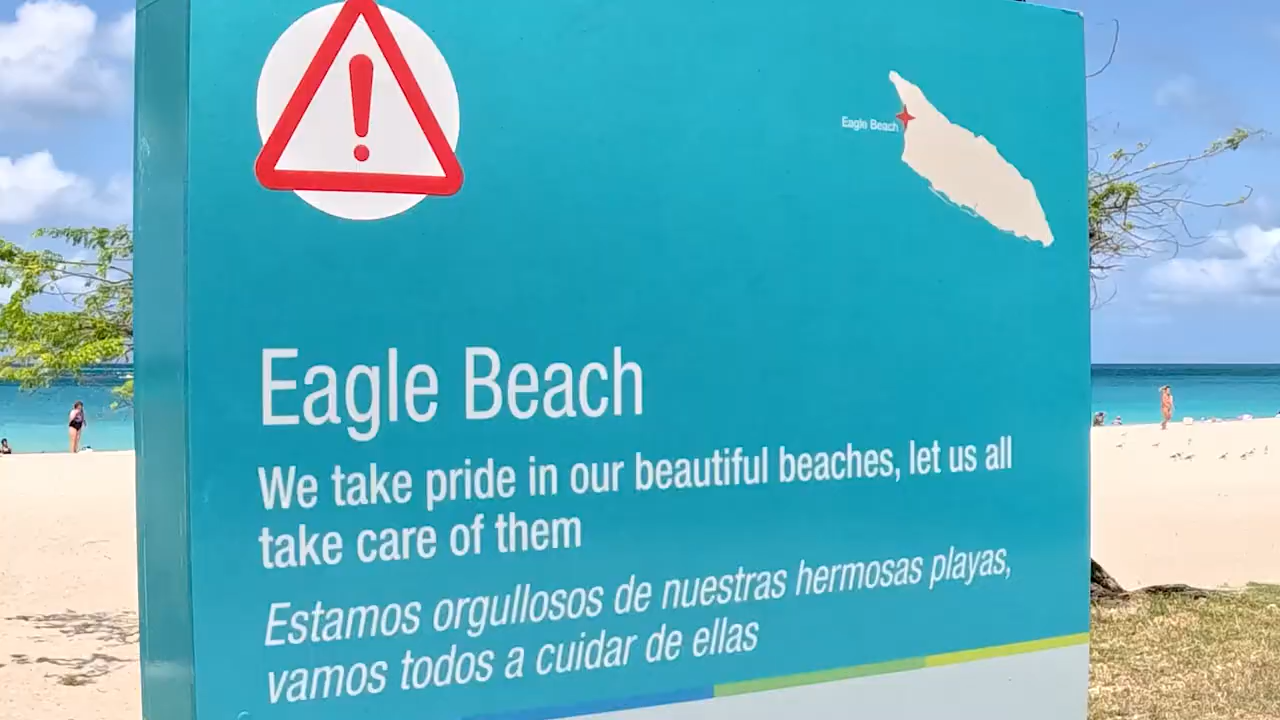 Eagle Beach
Eagle Beach
We take pride in our beautiful beaches, let us all
take care of them
Estamos orgullosos de nuestras hermosas playas,
vamos todos a cuidar de ellas